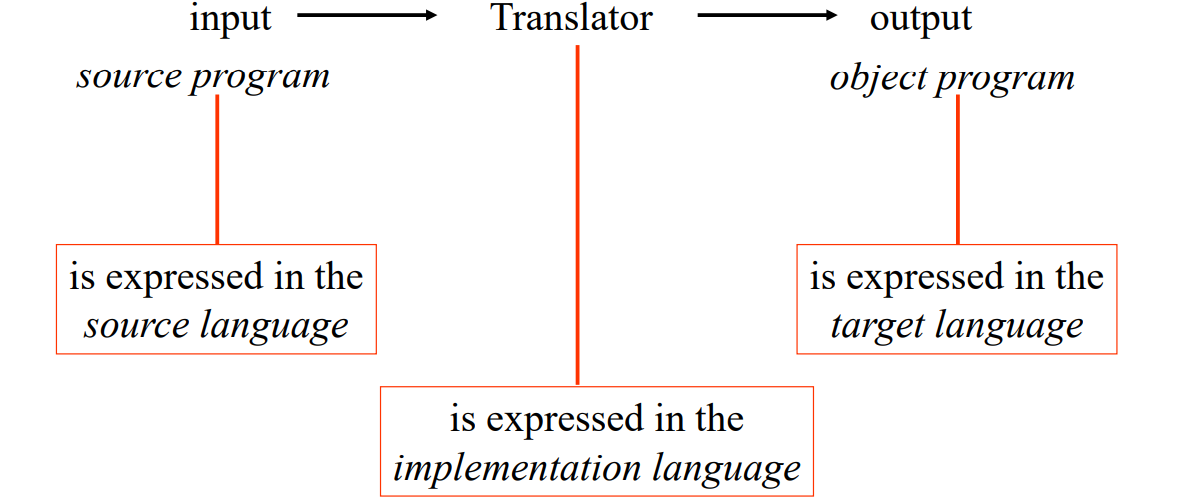 input Translator output
source program object program
is expressed in the is expressed in the
source language target language
is expressed in the
implementation language